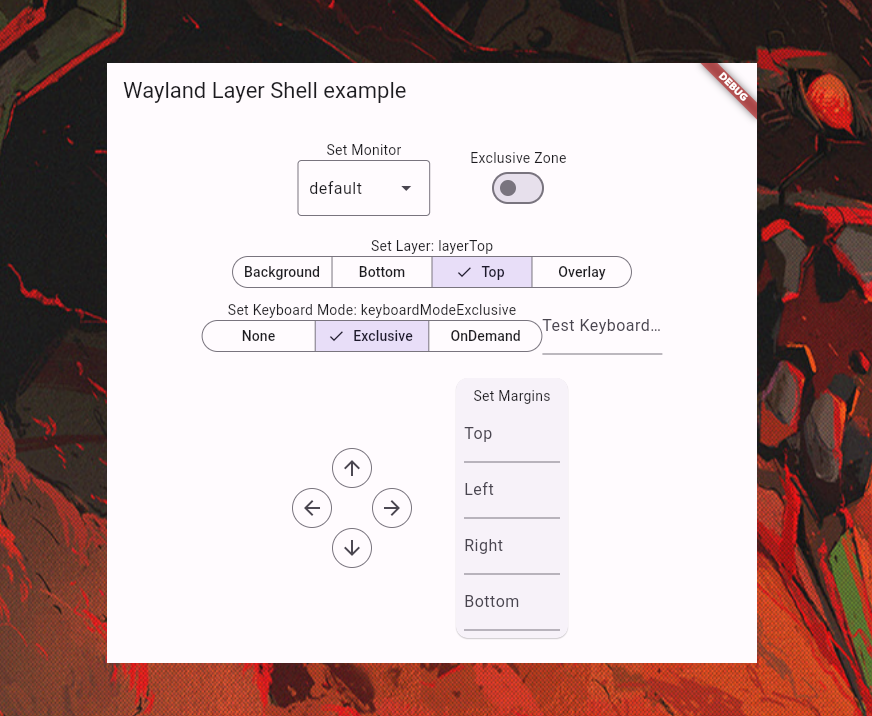 Wayland Layer Shell example
DEBUG
Set Monitor
Exclusive Zone
default
Set Layer: layerTop
Background Bottom Top Overlay
Set Keyboard Mode: keyboardModeExclusive
None Exclusive OnDemand
Test Keyboard…
Set Margins
Top
Left
Right
Bottom